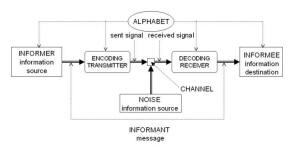 ALPHABET
sent signal received signal
INFORMER
information
source
ENCODING
TRANSMITTER
DECODING
RECEIVER
INFORMEE
information
destination
CHANNEL
NOISE
information source
INFORMANT
message